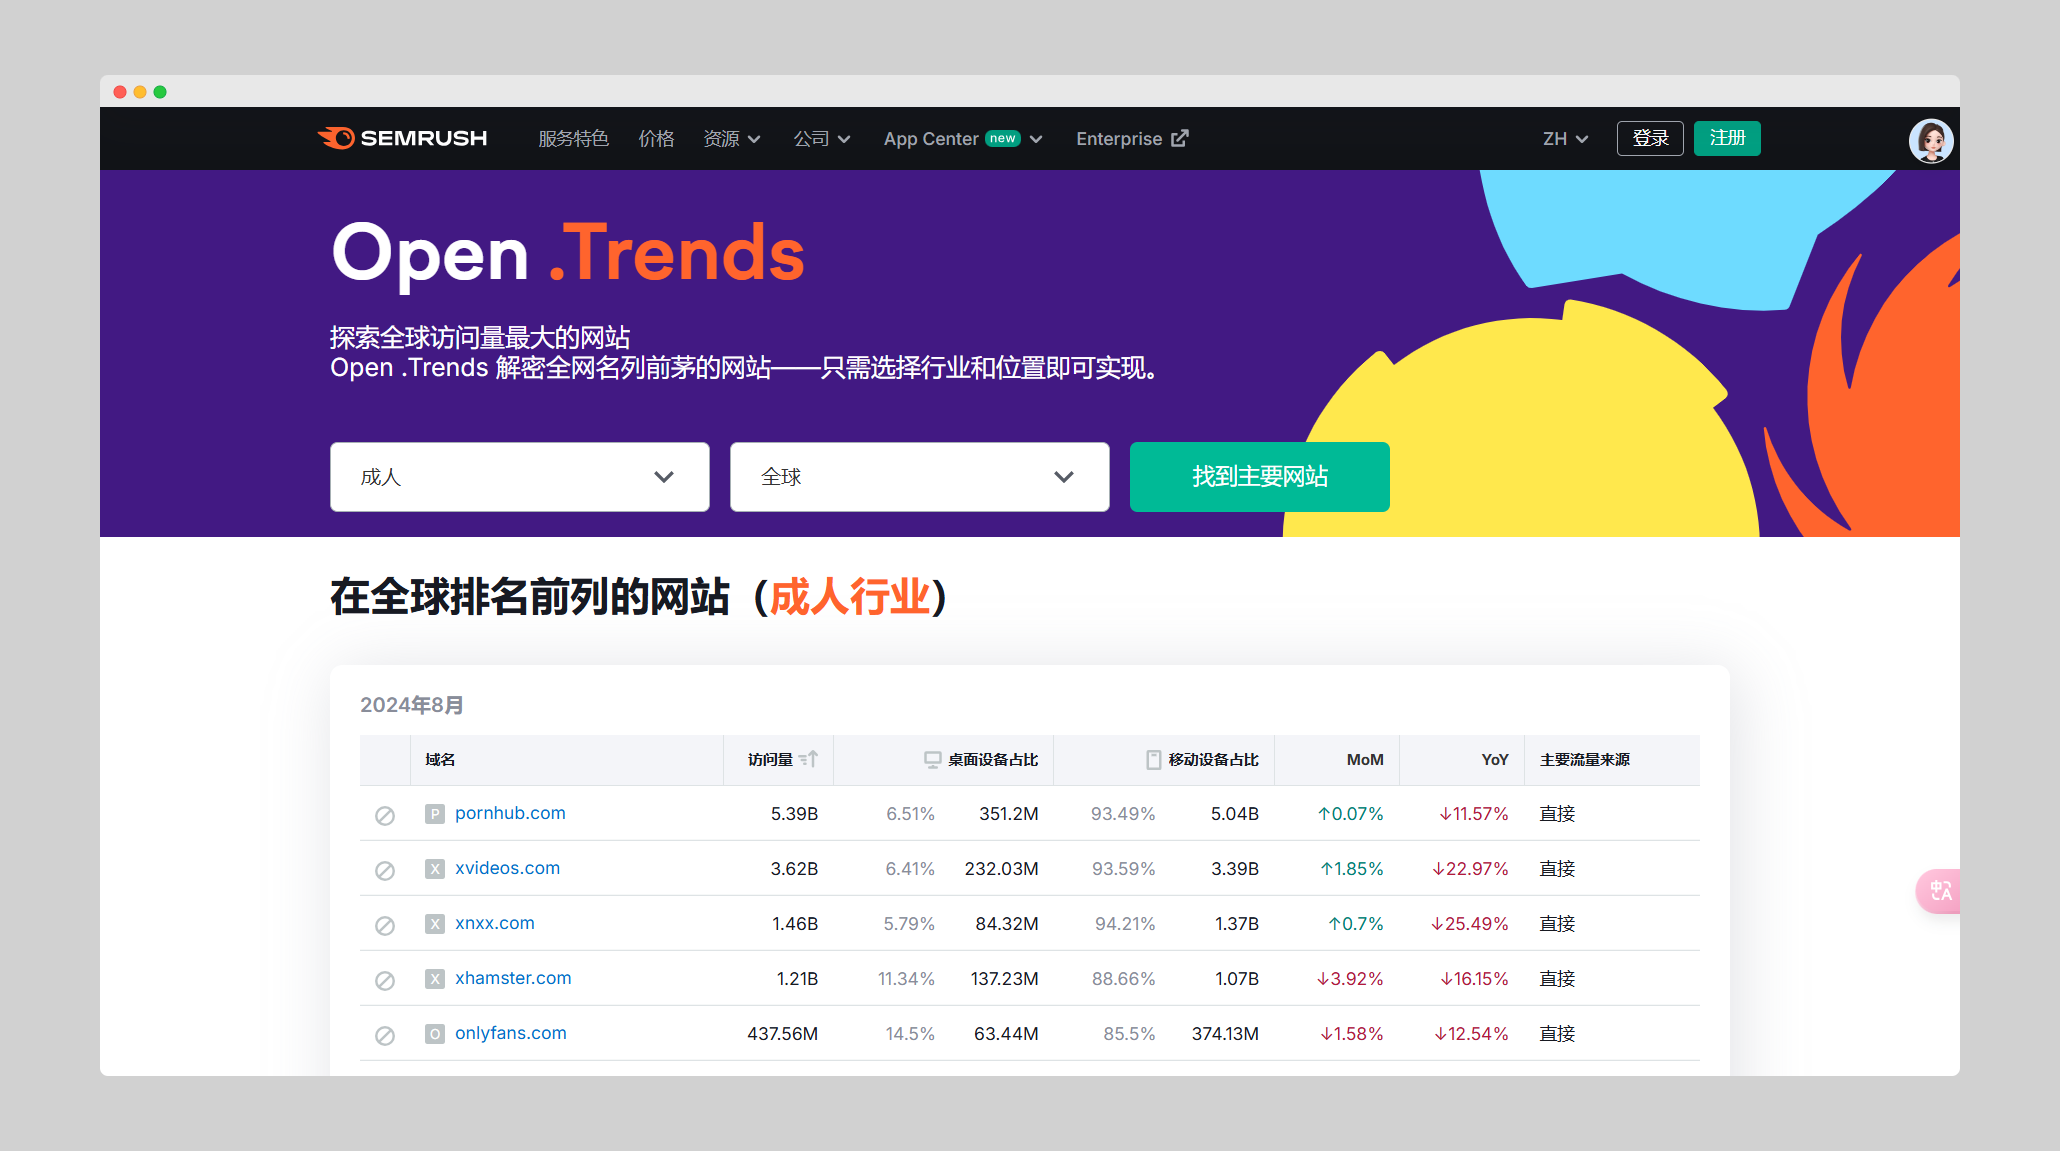 SEMRUSH 服务特色 价格 资源 公司 App Center new Enterprise ZH 登录 注册
Open .Trends
探索全球访问量最大的网站
Open .Trends 解密全网名列前茅的网站——只需选择行业和位置即可实现。
成人 全球 找到主要网站
在全球排名前列的网站（成人行业）
2024年8月
域名 访问量 桌面设备占比 移动设备占比 MoM YoY 主要流量来源
P pornhub.com 5.39B 6.51% 351.2M 93.49% 5.04B ↑0.07% ↓11.57% 直接
X xvideos.com 3.62B 6.41% 232.03M 93.59% 3.39B ↑1.85% ↓22.97% 直接
X xnxx.com 1.46B 5.79% 84.32M 94.21% 1.37B ↑0.7% ↓25.49% 直接
X xhamster.com 1.21B 11.34% 137.23M 88.66% 1.07B ↓3.92% ↓16.15% 直接
O onlyfans.com 437.56M 14.5% 63.44M 85.5% 374.13M ↓1.58% ↓12.54% 直接
中A